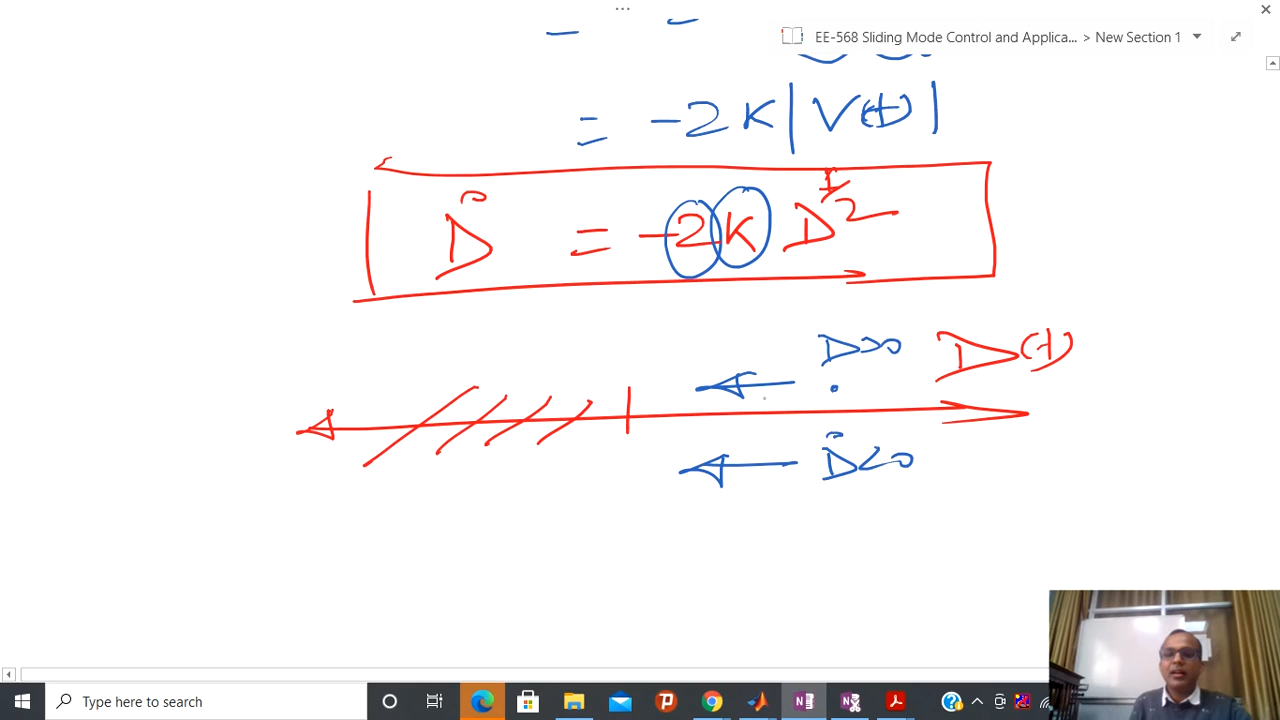 EE-568 Sliding Mode Control and Applica... > New Section 1
= -2K|V(t)|
Ḋ = -2K D^{1/2}
D>0 D(t)
Ḋ<0
Type here to search